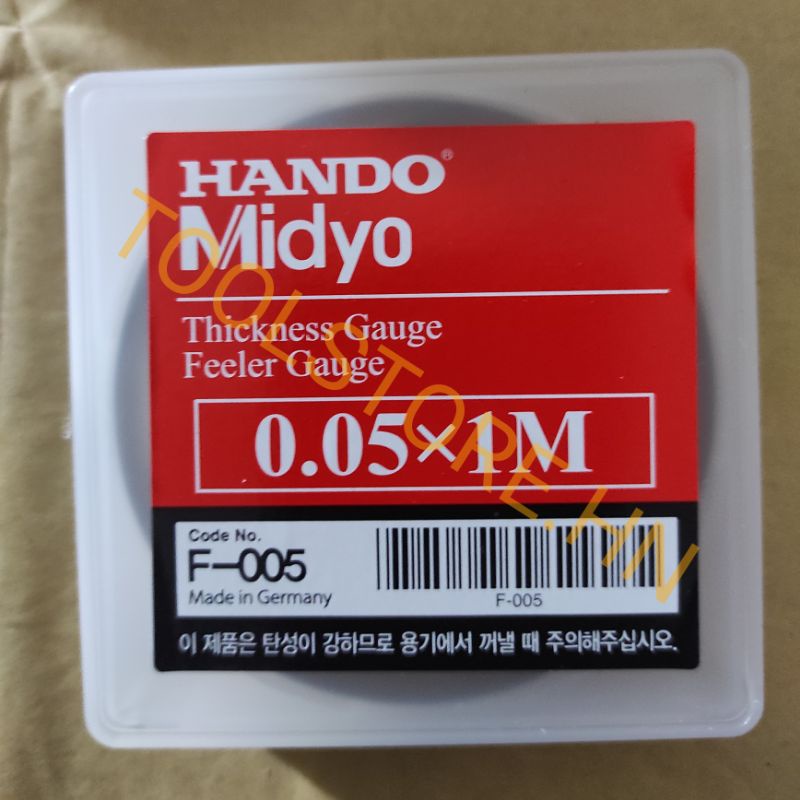 HANDO®
Midyo
Thickness Gauge
Feeler Gauge
0.05×1M
Code No.
F-005
Made in Germany
F-005
이 제품은 탄성이 강하므로 용기에서 꺼낼 때 주의해주십시오.
TOOLSTORE.HN